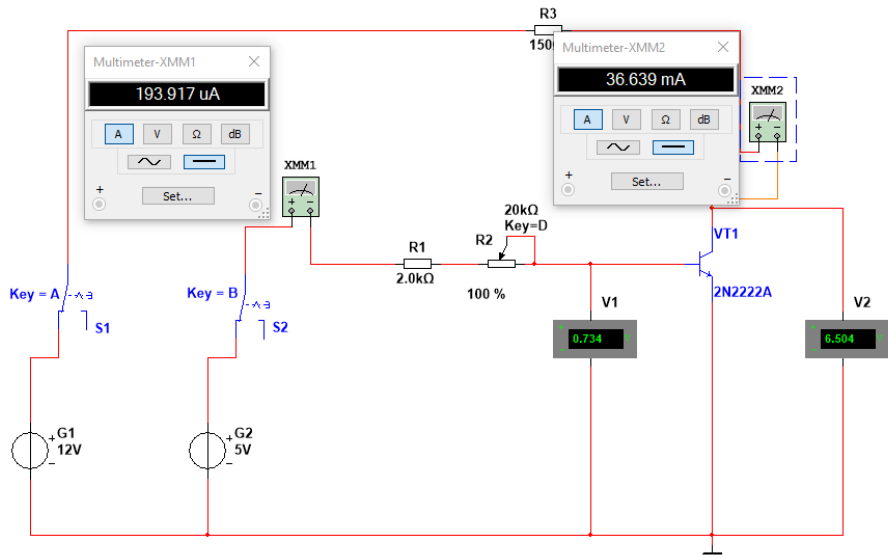 R3
150
Multimeter-XMM1
193.917 uA
A
V
Ω
dB
+
Set...
−
Multimeter-XMM2
36.639 mA
A
V
Ω
dB
+
Set...
−
XMM2
+ −
XMM1
+ −
20kΩ
Key=D
R2
R1
2.0kΩ
100 %
VT1
2N2222A
Key = A
S1
Key = B
S2
V1
0.734
V2
6.504
G1
12V
+
−
G2
5V
+
−